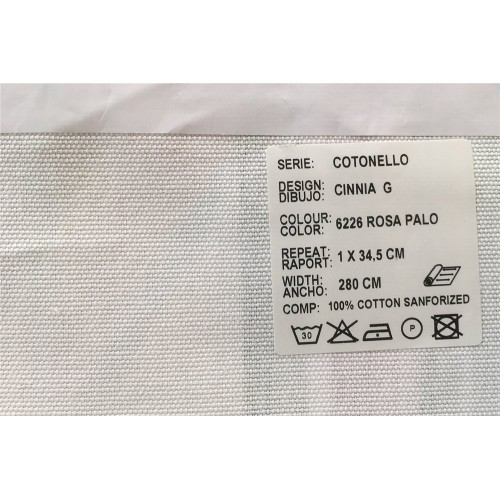 SERIE: COTONELLO
DESIGN:
DIBUJO: CINNIA G
COLOUR:
COLOR: 6226 ROSA PALO
REPEAT:
RAPORT: 1 X 34,5 CM
WIDTH:
ANCHO: 280 CM
COMP: 100% COTTON SANFORIZED
30 P